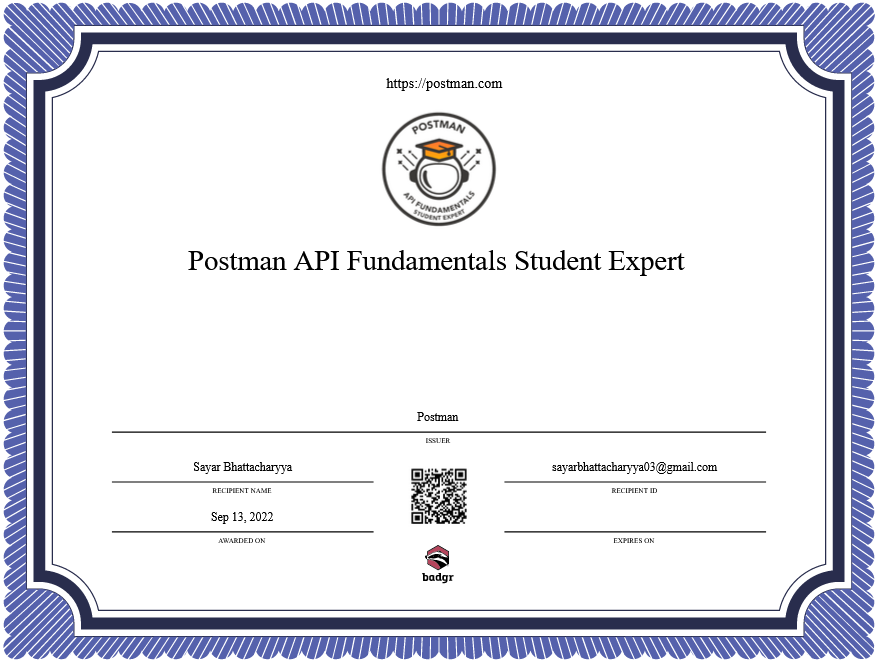 https://postman.com
POSTMAN
API FUNDAMENTALS
STUDENT EXPERT
Postman API Fundamentals Student Expert
Postman
ISSUER
Sayar Bhattacharyya
RECIPIENT NAME
sayarbhattacharyya03@gmail.com
RECIPIENT ID
Sep 13, 2022
AWARDED ON
EXPIRES ON
badgr